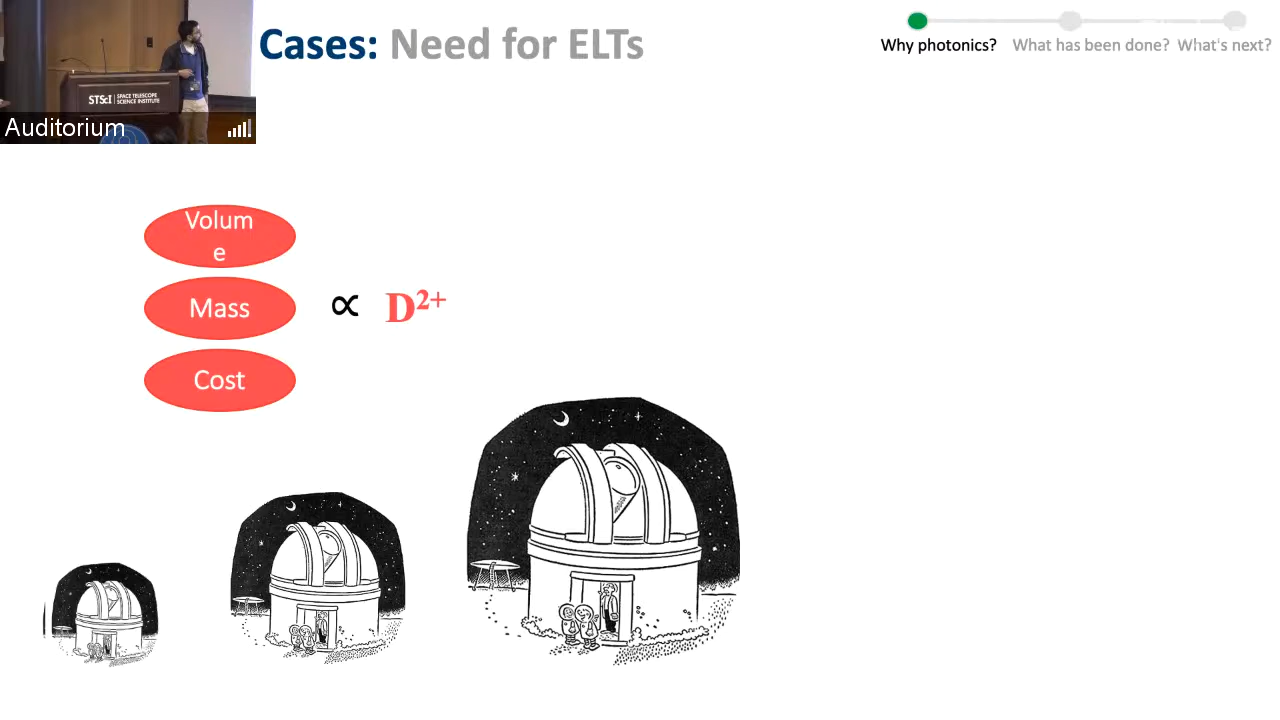 Cases: Need for ELTs
Why photonics?
What has been done?
What's next?
STScI | SPACE TELESCOPE
SCIENCE INSTITUTE
Auditorium
Volum
e
Mass
∝ D²⁺
Cost